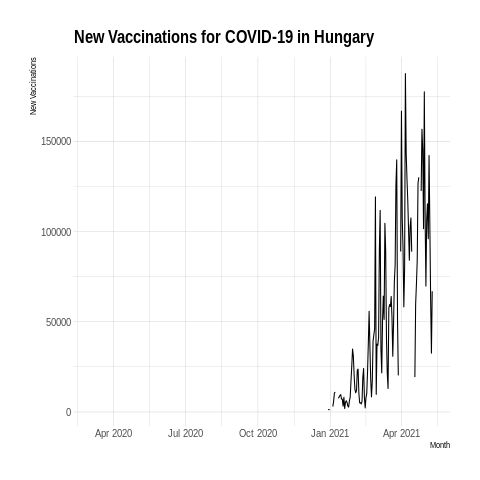 New Vaccinations for COVID-19 in Hungary
New Vaccinations
150000
100000
50000
0
Apr 2020 Jul 2020 Oct 2020 Jan 2021 Apr 2021
Month